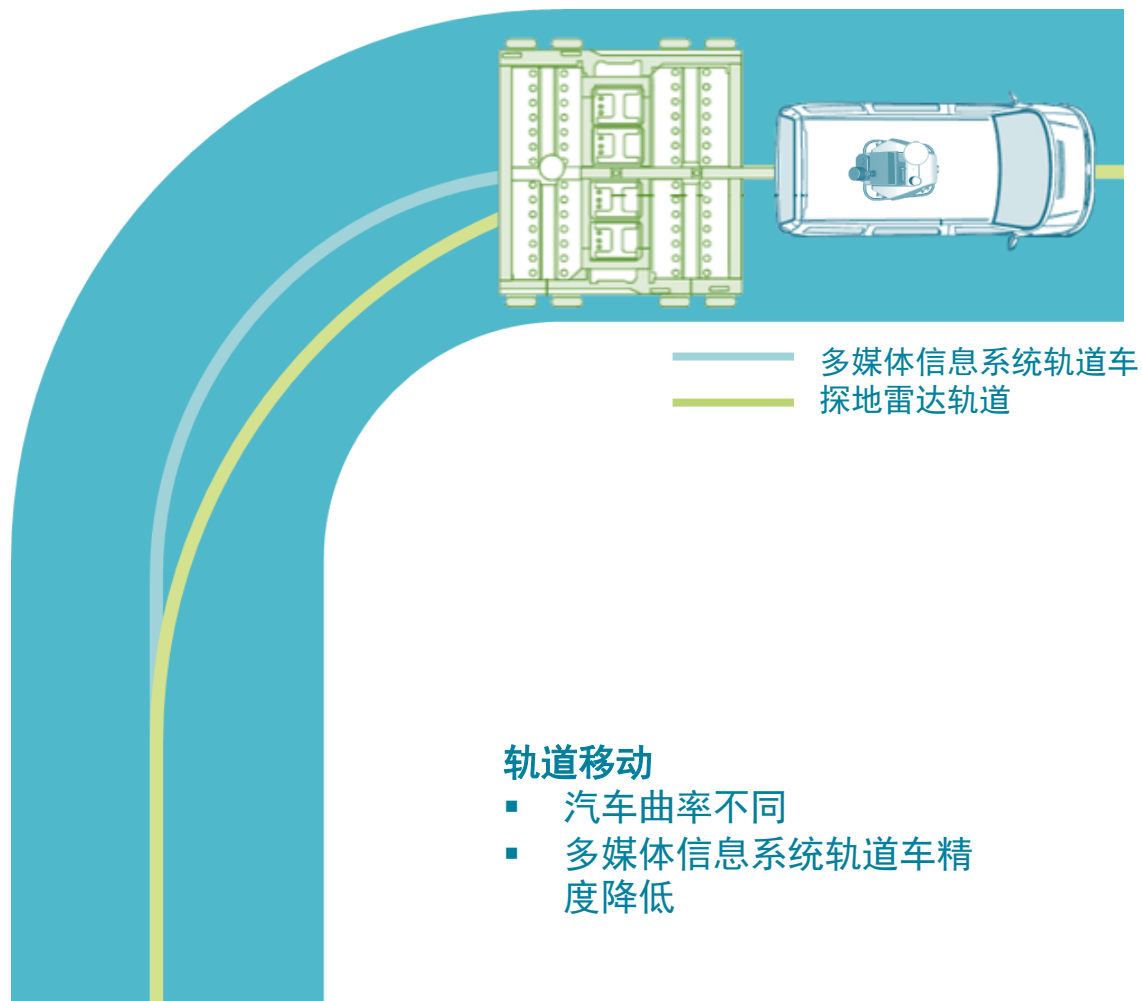 多媒体信息系统轨道车
探地雷达轨道
轨道移动
▪ 汽车曲率不同
▪ 多媒体信息系统轨道车精
度降低